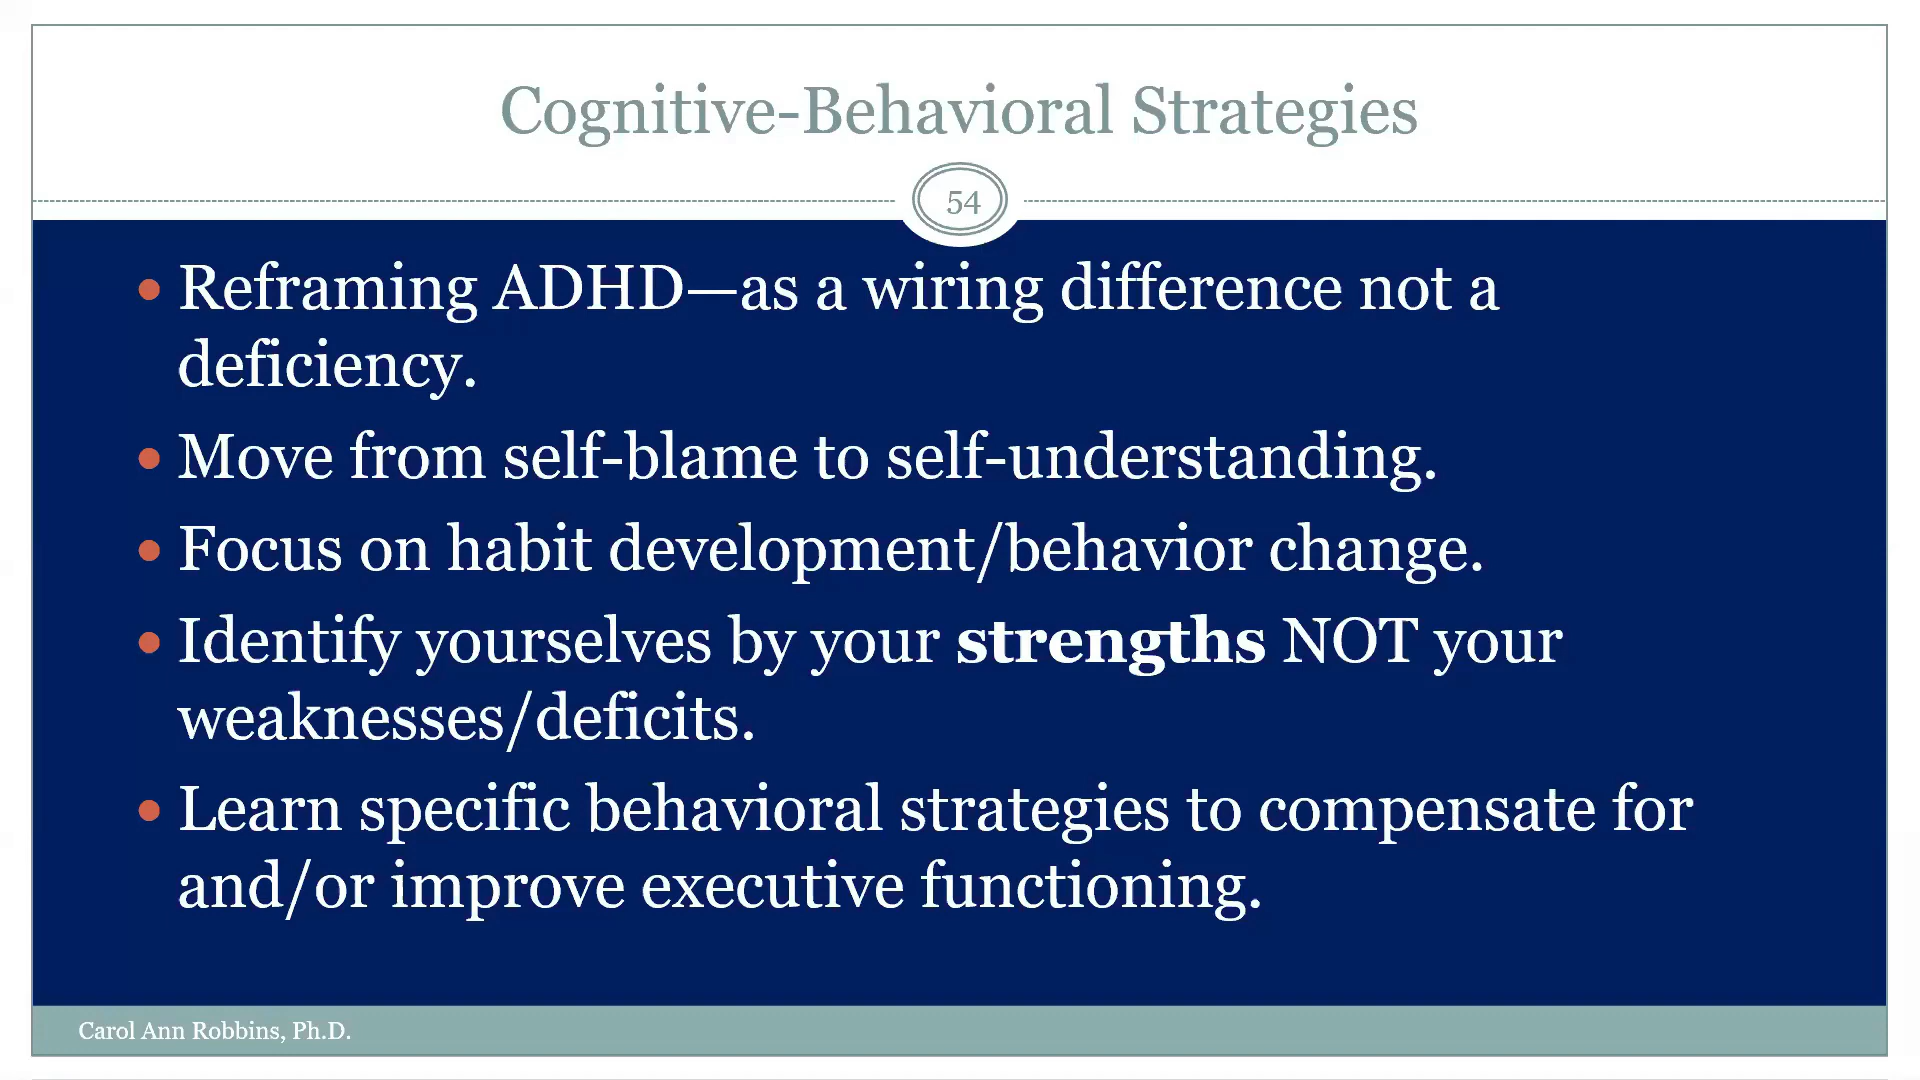 Cognitive-Behavioral Strategies
54
• Reframing ADHD—as a wiring difference not a
deficiency.
• Move from self-blame to self-understanding.
• Focus on habit development/behavior change.
• Identify yourselves by your strengths NOT your
weaknesses/deficits.
• Learn specific behavioral strategies to compensate for
and/or improve executive functioning.
Carol Ann Robbins, Ph.D.